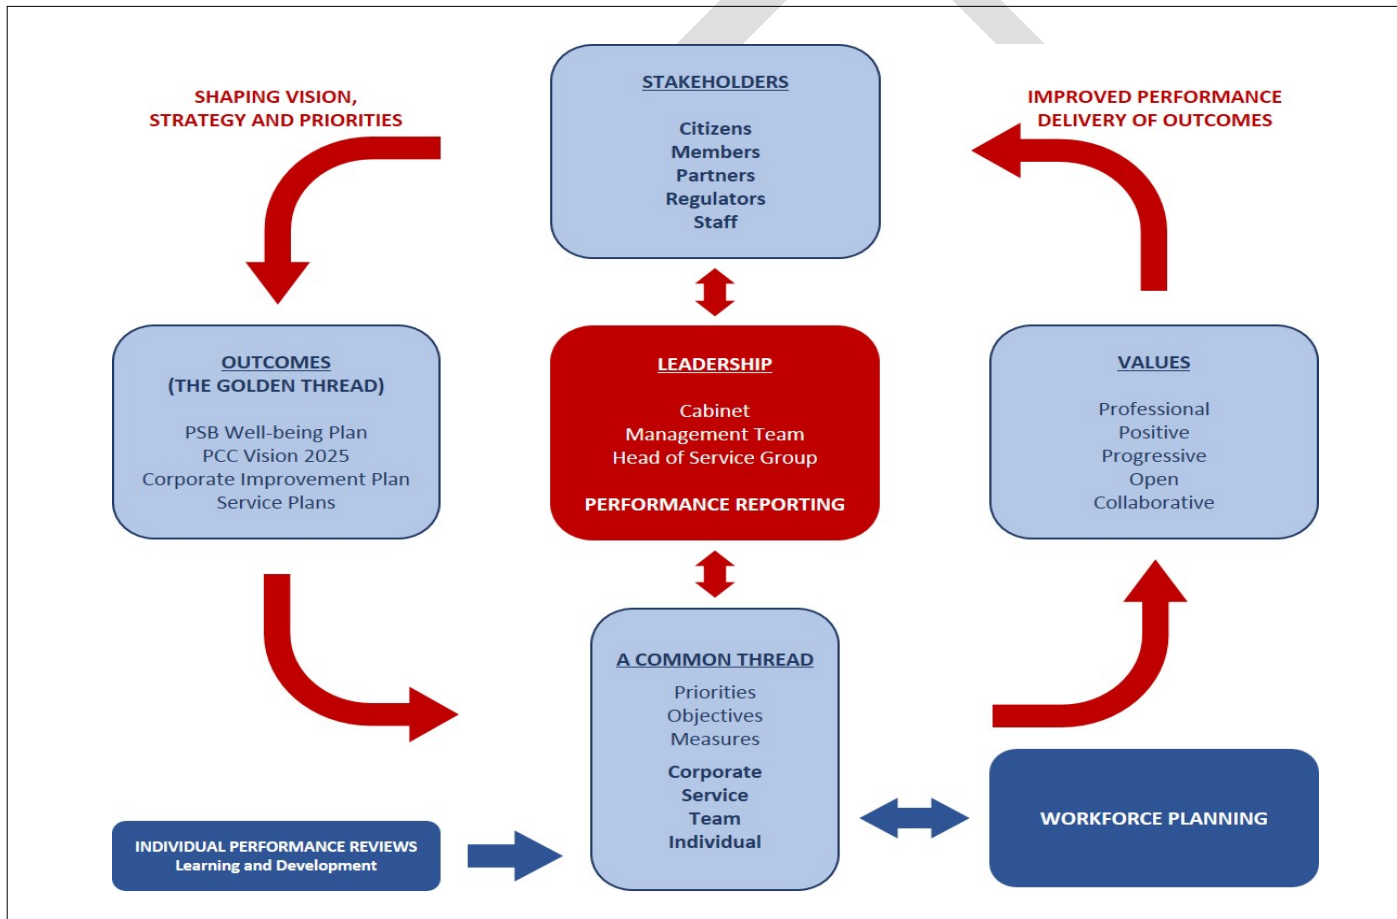 STAKEHOLDERS
Citizens
Members
Partners
Regulators
Staff
SHAPING VISION,
STRATEGY AND PRIORITIES
IMPROVED PERFORMANCE
DELIVERY OF OUTCOMES
OUTCOMES
(THE GOLDEN THREAD)
PSB Well-being Plan
PCC Vision 2025
Corporate Improvement Plan
Service Plans
LEADERSHIP
Cabinet
Management Team
Head of Service Group
PERFORMANCE REPORTING
VALUES
Professional
Positive
Progressive
Open
Collaborative
A COMMON THREAD
Priorities
Objectives
Measures
Corporate
Service
Team
Individual
INDIVIDUAL PERFORMANCE REVIEWS
Learning and Development
WORKFORCE PLANNING